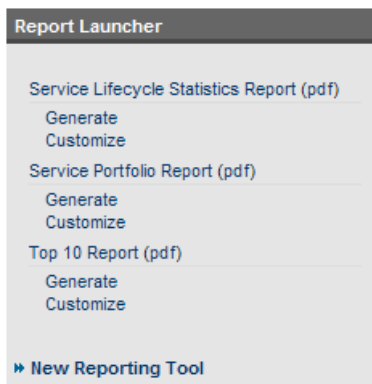 Report Launcher
Service Lifecycle Statistics Report (pdf)
Generate
Customize
Service Portfolio Report (pdf)
Generate
Customize
Top 10 Report (pdf)
Generate
Customize
New Reporting Tool